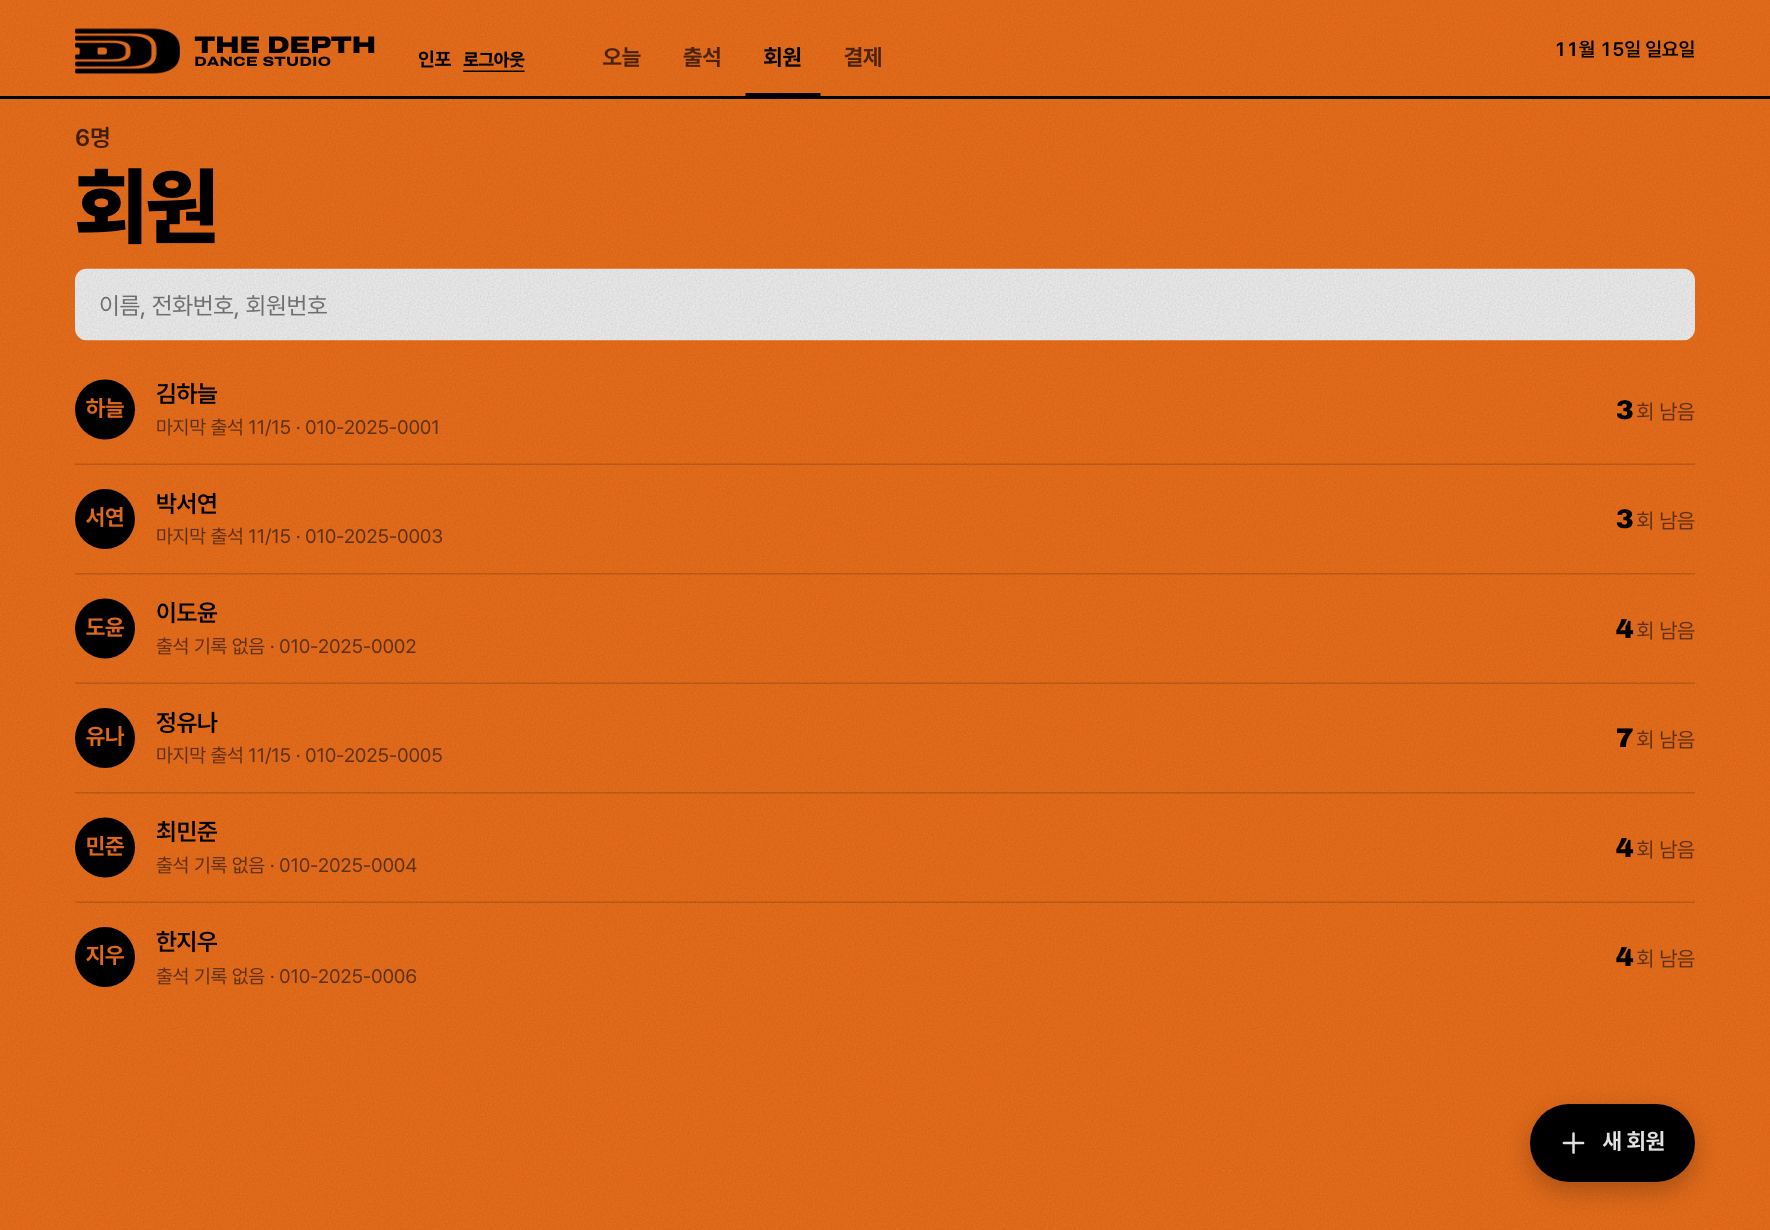 THE DEPTH
DANCE STUDIO
인포 로그아웃
오늘 출석 회원 결제
11월 15일 일요일
6명
회원
이름, 전화번호, 회원번호
하늘
김하늘
마지막 출석 11/15 · 010-2025-0001
3회 남음
서연
박서연
마지막 출석 11/15 · 010-2025-0003
3회 남음
도윤
이도윤
출석 기록 없음 · 010-2025-0002
4회 남음
유나
정유나
마지막 출석 11/15 · 010-2025-0005
7회 남음
민준
최민준
출석 기록 없음 · 010-2025-0004
4회 남음
지우
한지우
출석 기록 없음 · 010-2025-0006
4회 남음
+ 새 회원